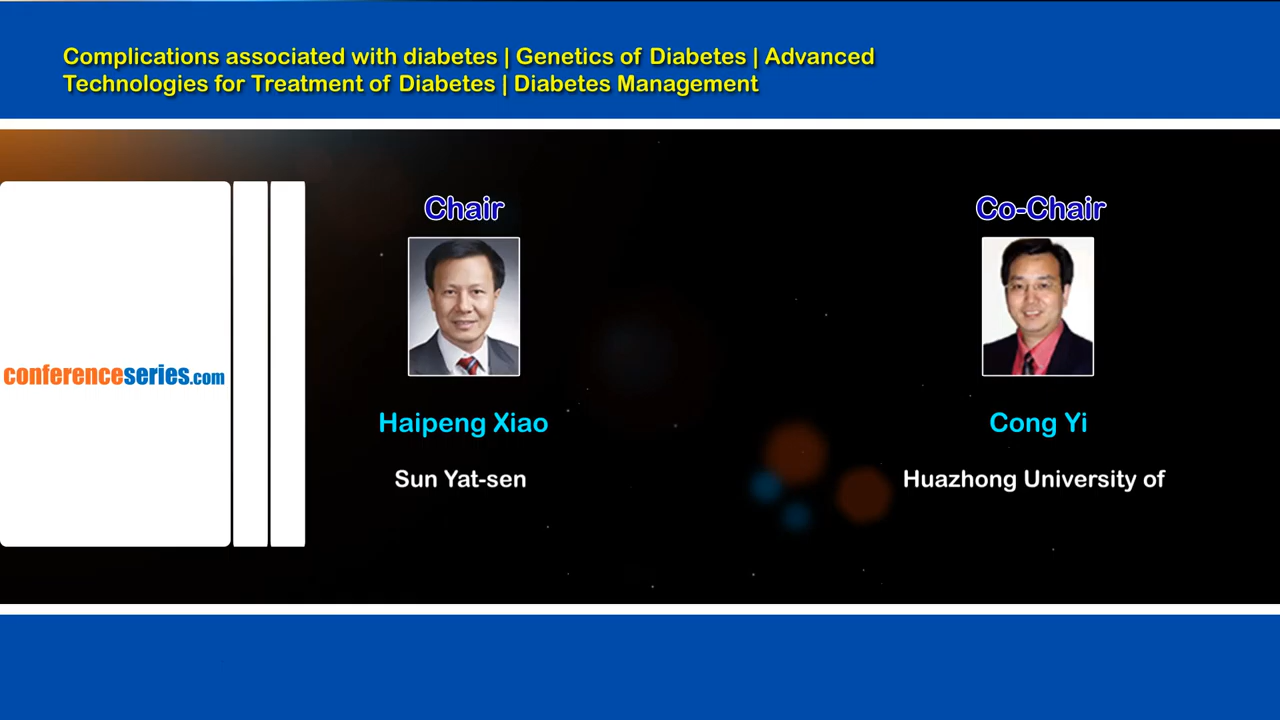 Complications associated with diabetes | Genetics of Diabetes | Advanced
Technologies for Treatment of Diabetes | Diabetes Management
Chair
Co-Chair
conferenceseries.com
Haipeng Xiao
Cong Yi
Sun Yat-sen
Huazhong University of